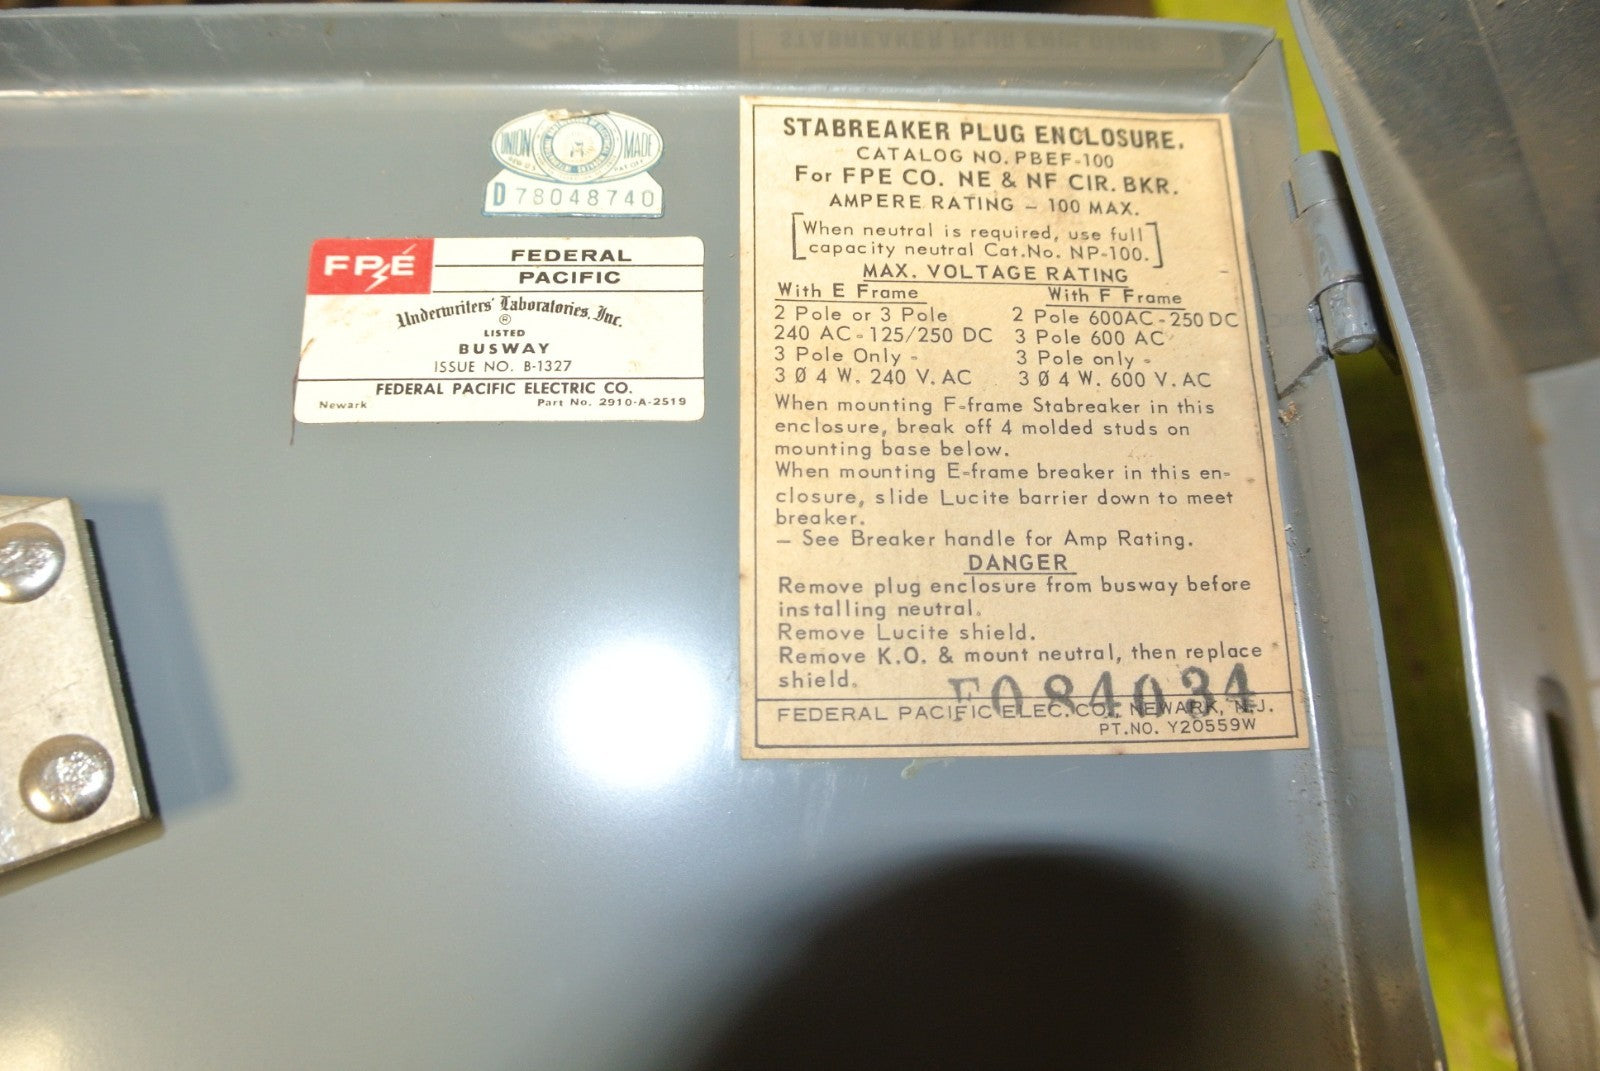 UNION MADE
D 78048740
FPE
FEDERAL
PACIFIC
Underwriters' Laboratories, Inc.
®
LISTED
BUSWAY
ISSUE NO. B-1327
FEDERAL PACIFIC ELECTRIC CO.
Newark Part No. 2910-A-2519
STABREAKER PLUG ENCLOSURE.
CATALOG NO. PBEF-100
For FPE CO. NE & NF CIR. BKR.
AMPERE RATING – 100 MAX.
[When neutral is required, use full
capacity neutral Cat.No. NP-100.]
MAX. VOLTAGE RATING
With E Frame With F Frame
2 Pole or 3 Pole 2 Pole 600AC-250 DC
240 AC-125/250 DC 3 Pole 600 AC
3 Pole Only - 3 Pole only -
3 Ø 4 W. 240 V. AC 3 Ø 4 W. 600 V. AC
When mounting F-frame Stabreaker in this
enclosure, break off 4 molded studs on
mounting base below.
When mounting E-frame breaker in this en-
closure, slide Lucite barrier down to meet
breaker.
– See Breaker handle for Amp Rating.
DANGER
Remove plug enclosure from busway before
installing neutral.
Remove Lucite shield.
Remove K.O. & mount neutral, then replace
shield.
F084034
FEDERAL PACIFIC ELEC. CO., NEWARK, N.J.
PT.NO. Y20559W